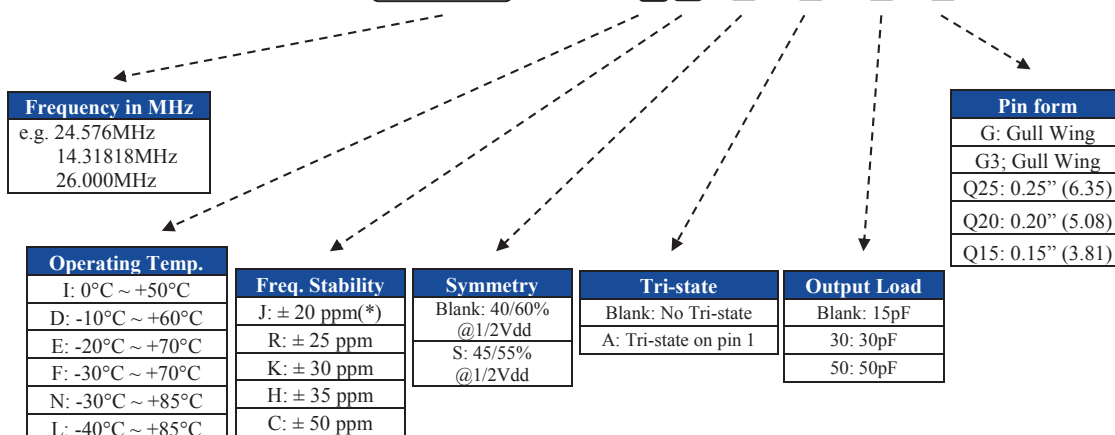 Frequency in MHz
e.g. 24.576MHz
14.31818MHz
26.000MHz
Pin form
G: Gull Wing
G3; Gull Wing
Q25: 0.25” (6.35)
Q20: 0.20” (5.08)
Q15: 0.15” (3.81)
Operating Temp.
I: 0°C ~ +50°C
D: -10°C ~ +60°C
E: -20°C ~ +70°C
F: -30°C ~ +70°C
N: -30°C ~ +85°C
L: -40°C ~ +85°C
Freq. Stability
J: ± 20 ppm(*)
R: ± 25 ppm
K: ± 30 ppm
H: ± 35 ppm
C: ± 50 ppm
Symmetry
Blank: 40/60%
@1/2Vdd
S: 45/55%
@1/2Vdd
Tri-state
Blank: No Tri-state
A: Tri-state on pin 1
Output Load
Blank: 15pF
30: 30pF
50: 50pF